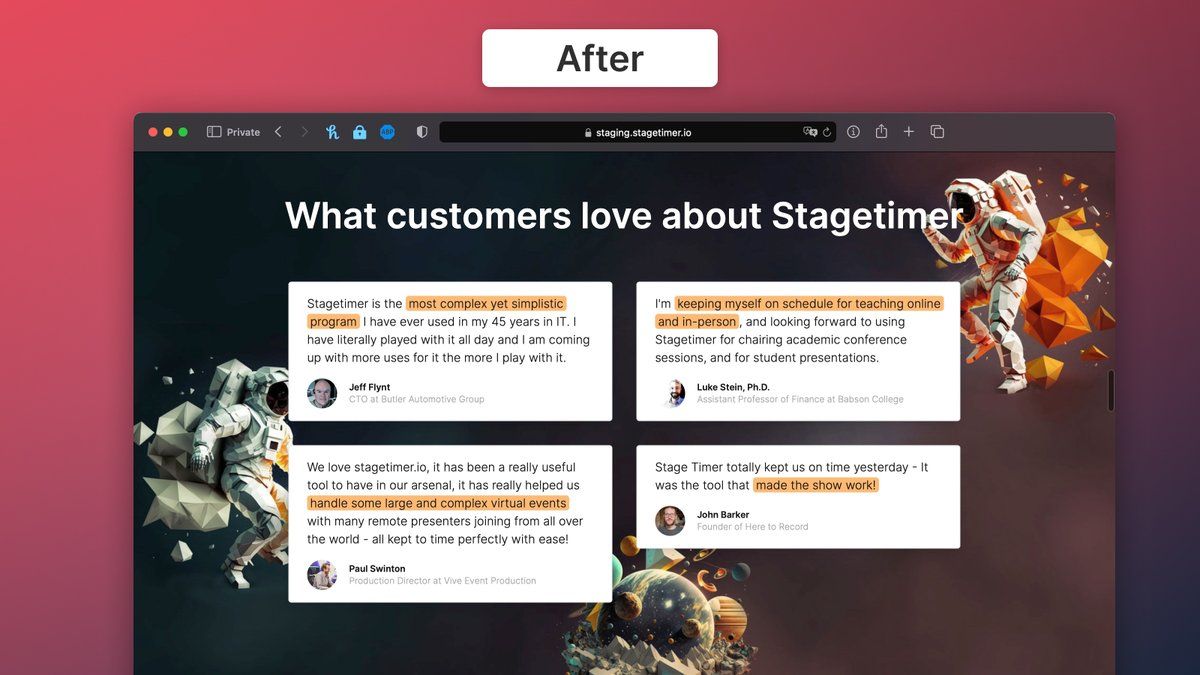 After
Private
ABP
staging.stagetimer.io
What customers love about Stagetimer
Stagetimer is the most complex yet simplistic
program I have ever used in my 45 years in IT. I
have literally played with it all day and I am coming
up with more uses for it the more I play with it.
Jeff Flynt
CTO at Butler Automotive Group
I'm keeping myself on schedule for teaching online
and in-person, and looking forward to using
Stagetimer for chairing academic conference
sessions, and for student presentations.
Luke Stein, Ph.D.
Assistant Professor of Finance at Babson College
We love stagetimer.io, it has been a really useful
tool to have in our arsenal, it has really helped us
handle some large and complex virtual events
with many remote presenters joining from all over
the world - all kept to time perfectly with ease!
Paul Swinton
Production Director at Vive Event Production
Stage Timer totally kept us on time yesterday - It
was the tool that made the show work!
John Barker
Founder of Here to Record